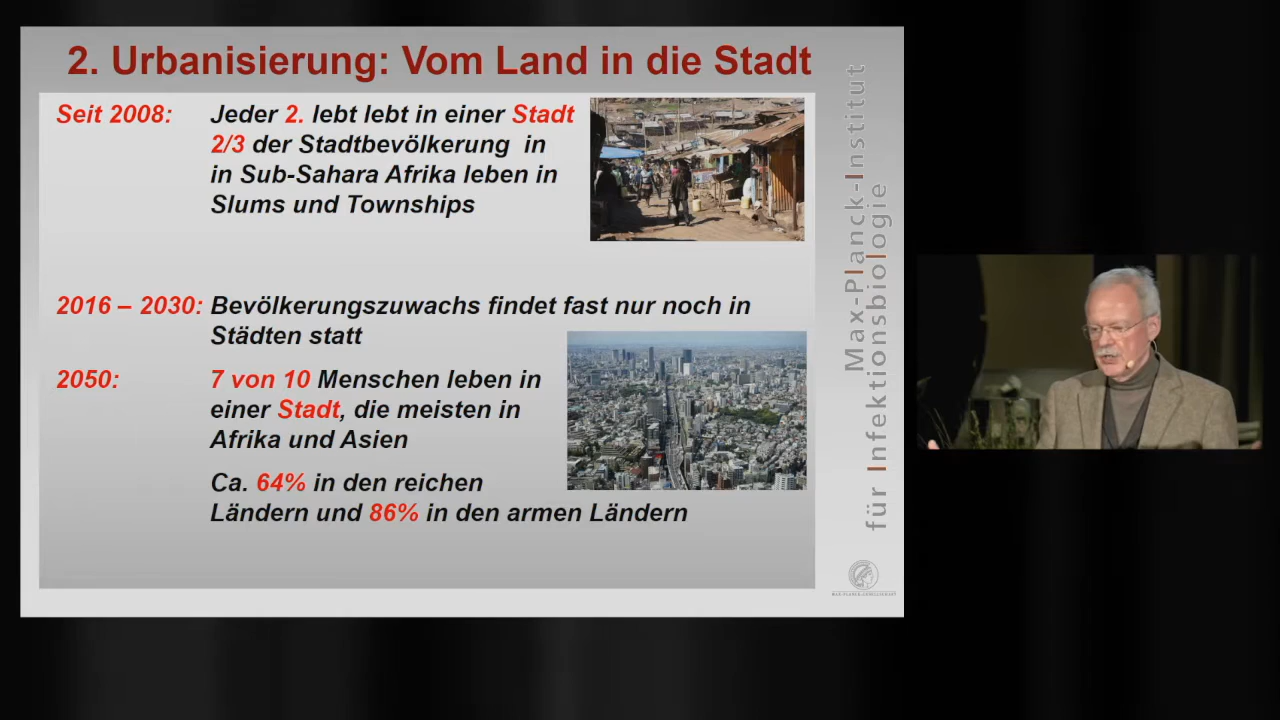 2. Urbanisierung: Vom Land in die Stadt
Seit 2008: Jeder 2. lebt lebt in einer Stadt
2/3 der Stadtbevölkerung in
in Sub-Sahara Afrika leben in
Slums und Townships
2016 – 2030: Bevölkerungszuwachs findet fast nur noch in
Städten statt
2050: 7 von 10 Menschen leben in
einer Stadt, die meisten in
Afrika und Asien
Ca. 64% in den reichen
Ländern und 86% in den armen Ländern
Max-Planck-Institut
für Infektionsbiologie
MAX-PLANCK-GESELLSCHAFT